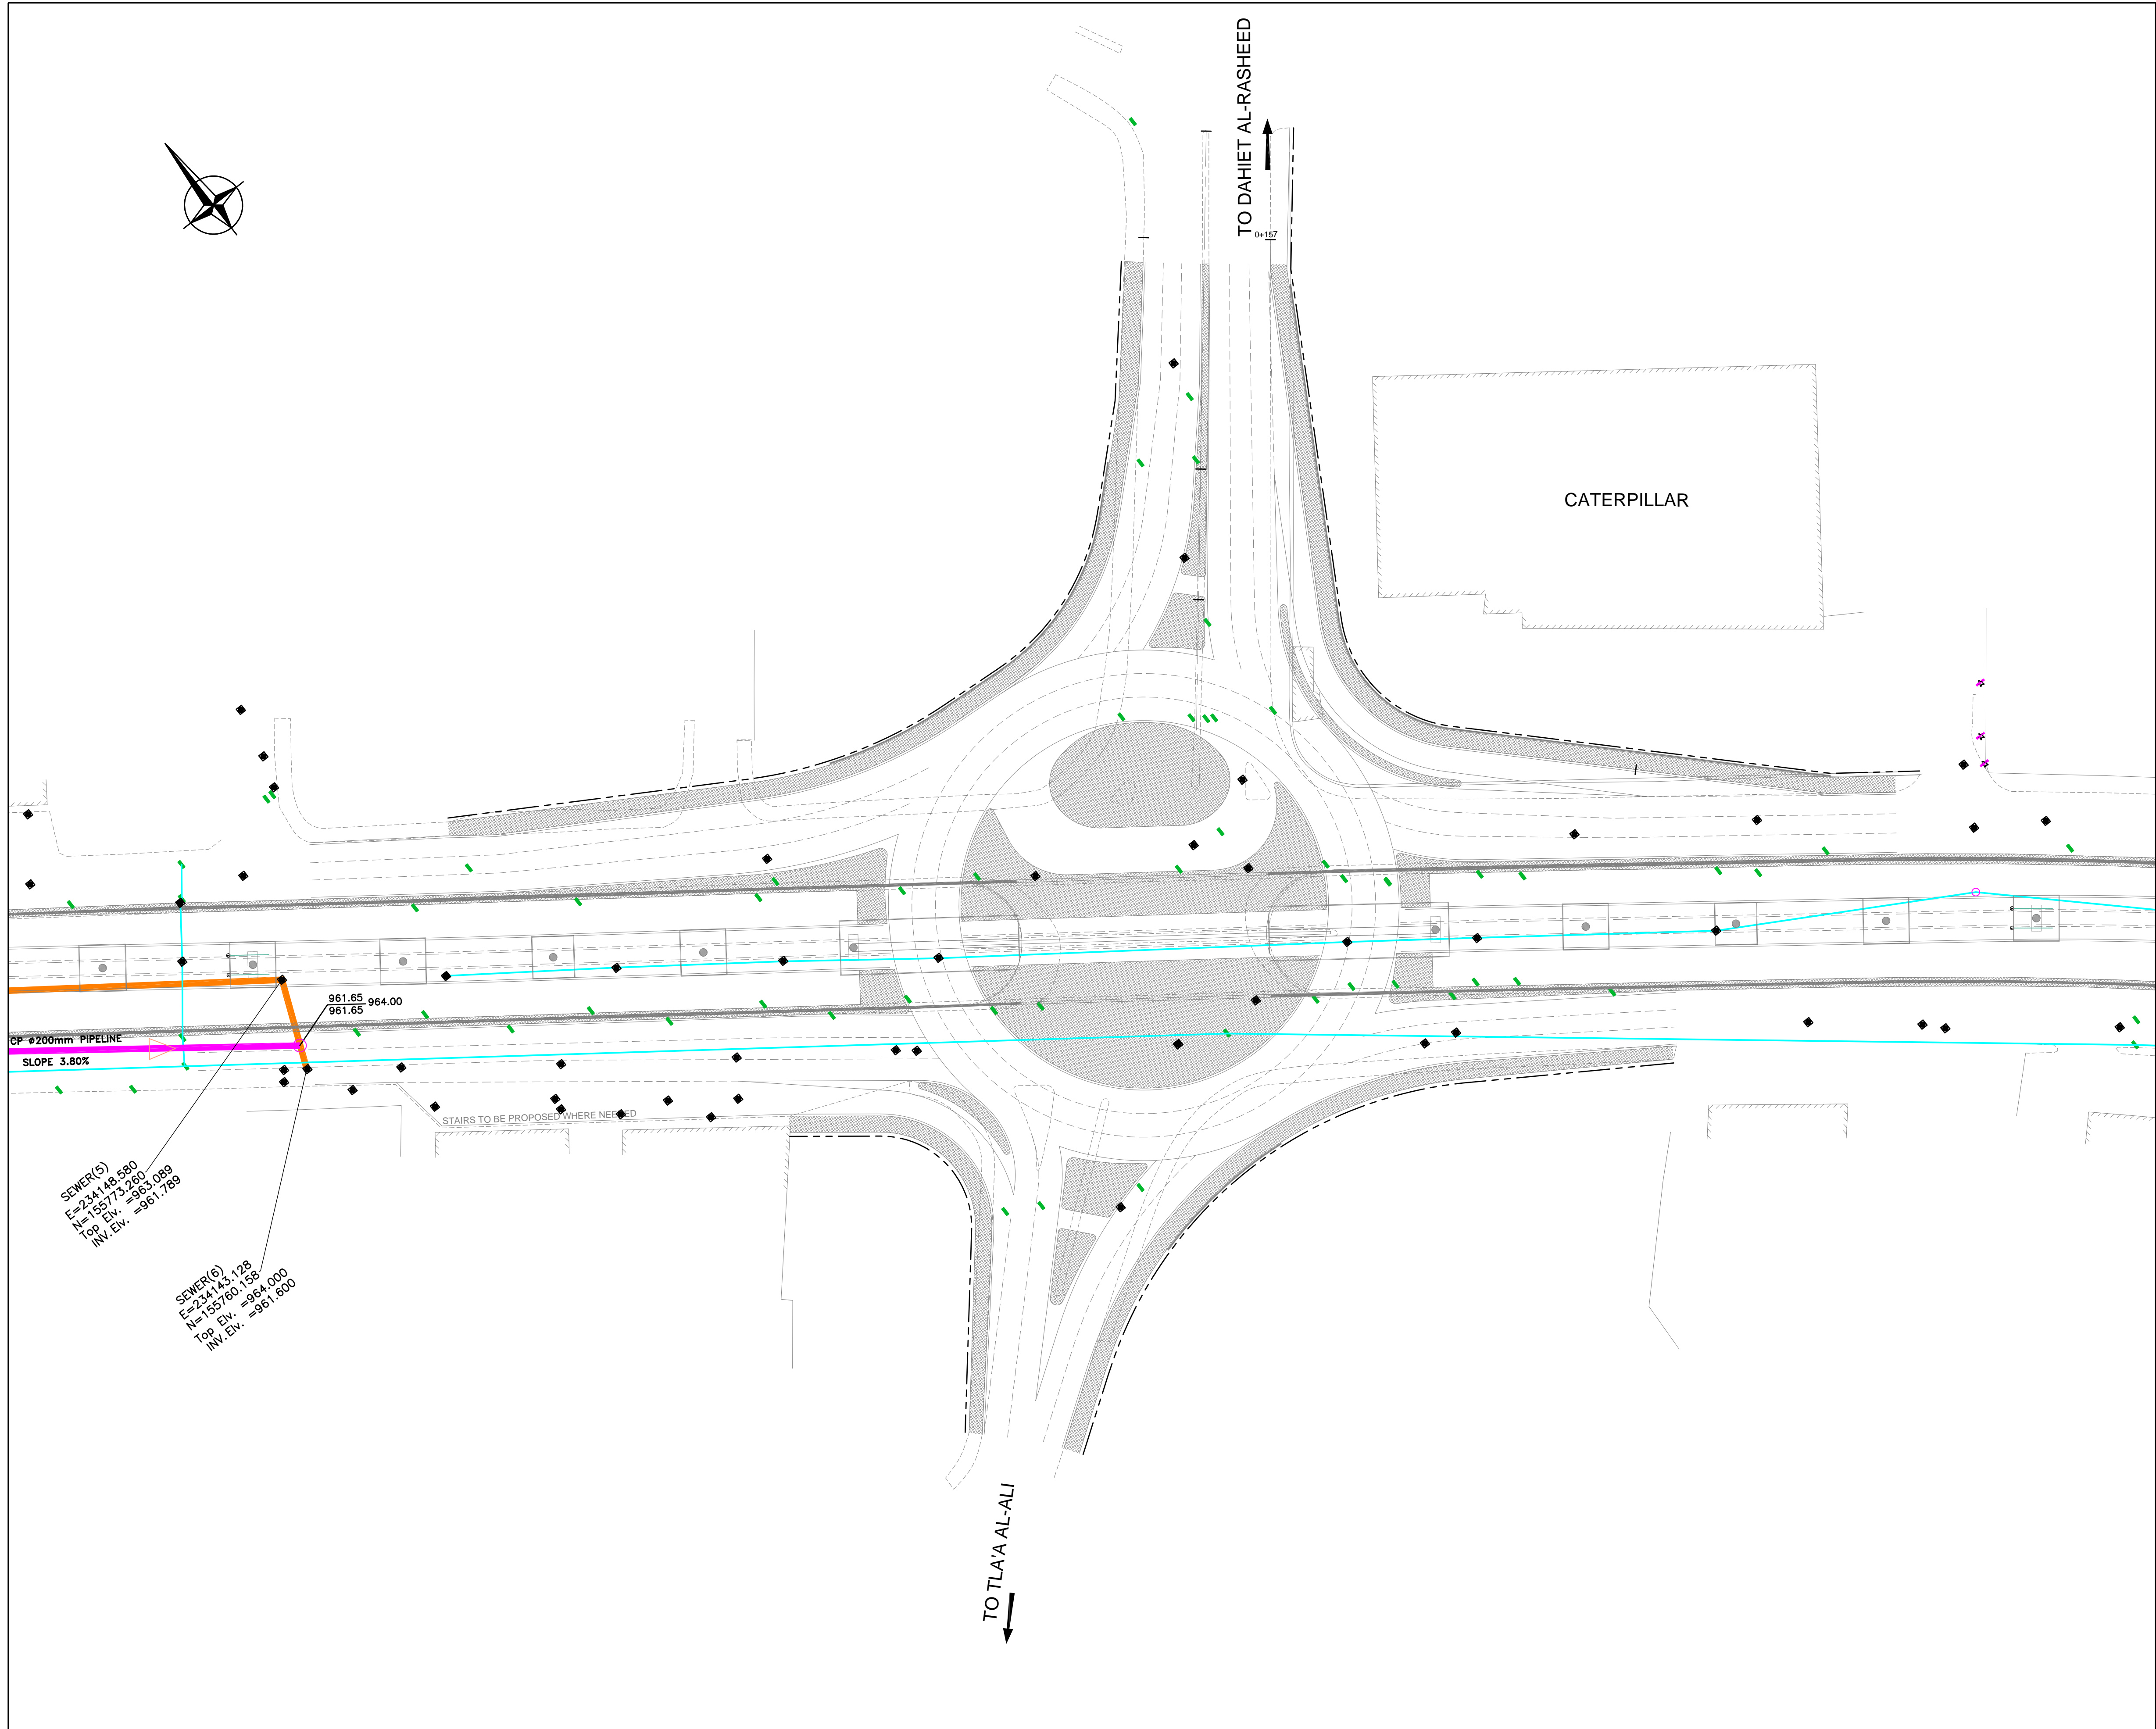 TO DAHIET AL-RASHEED
0+157
CATERPILLAR
961.65
961.65
964.00
CP ø200mm PIPELINE
SLOPE 3.80%
STAIRS TO BE PROPOSED WHERE NEEDED
SEWER(5)
E=234148.580
N=155773.260
Top Elv. =963.089
INV.Elv. =961.789
SEWER(6)
E=234143.128
N=155760.158
Top Elv. =964.000
INV.Elv. =961.600
TO TLA'A AL-ALI